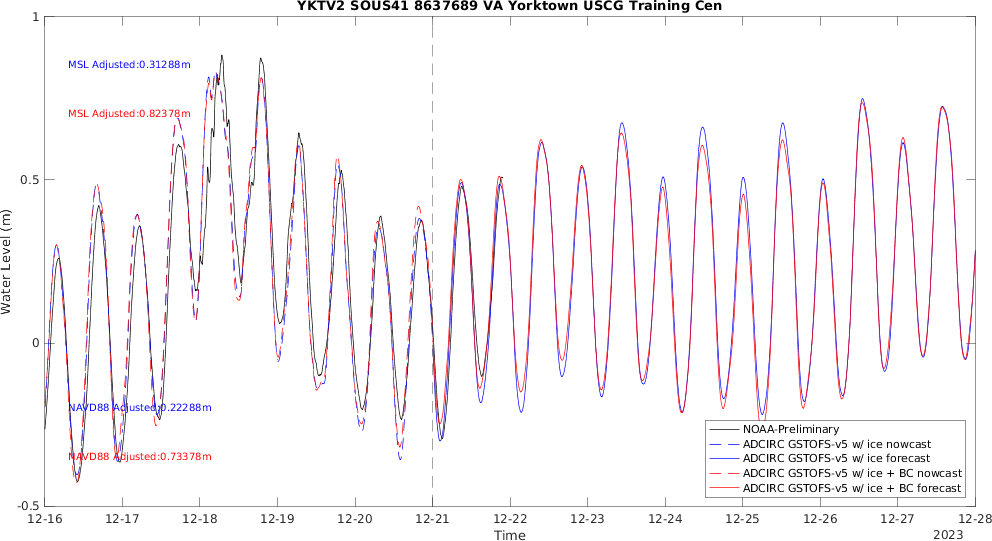 YKTV2 SOUS41 8637689 VA Yorktown USCG Training Cen
1
MSL Adjusted:0.31288m
MSL Adjusted:0.82378m
0.5
Water Level (m)
0
NAVD88 Adjusted:0.22288m
NAVD88 Adjusted:0.73378m
-0.5
NOAA-Preliminary
ADCIRC GSTOFS-v5 w/ ice nowcast
ADCIRC GSTOFS-v5 w/ ice forecast
ADCIRC GSTOFS-v5 w/ ice + BC nowcast
ADCIRC GSTOFS-v5 w/ ice + BC forecast
12-16 12-17 12-18 12-19 12-20 12-21 12-22 12-23 12-24 12-25 12-26 12-27 12-28
Time
2023